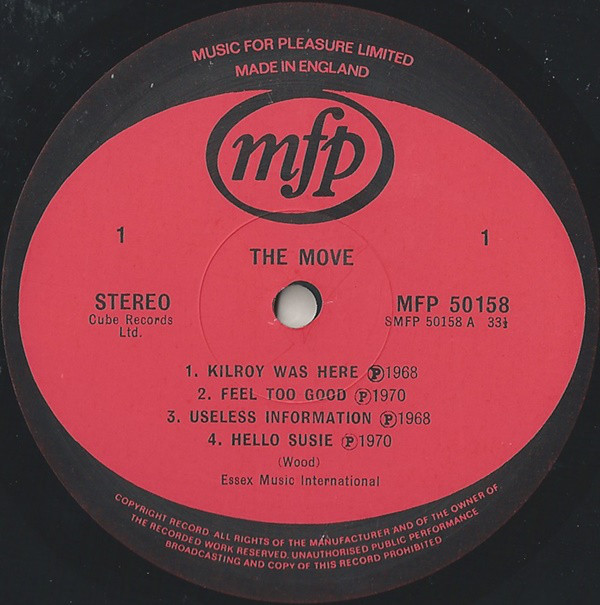 MUSIC FOR PLEASURE LIMITED
MADE IN ENGLAND
mfp
1
1
THE MOVE
STEREO
Cube Records
Ltd.
MFP 50158
SMFP 50158 A 33⅓
1. KILROY WAS HERE Ⓟ1968
2. FEEL TOO GOOD Ⓟ1970
3. USELESS INFORMATION Ⓟ1968
4. HELLO SUSIE Ⓟ1970
(Wood)
Essex Music International
COPYRIGHT RECORD. ALL RIGHTS OF THE MANUFACTURER AND OF THE OWNER OF
THE RECORDED WORK RESERVED. UNAUTHORISED PUBLIC PERFORMANCE
BROADCASTING AND COPY OF THIS RECORD PROHIBITED